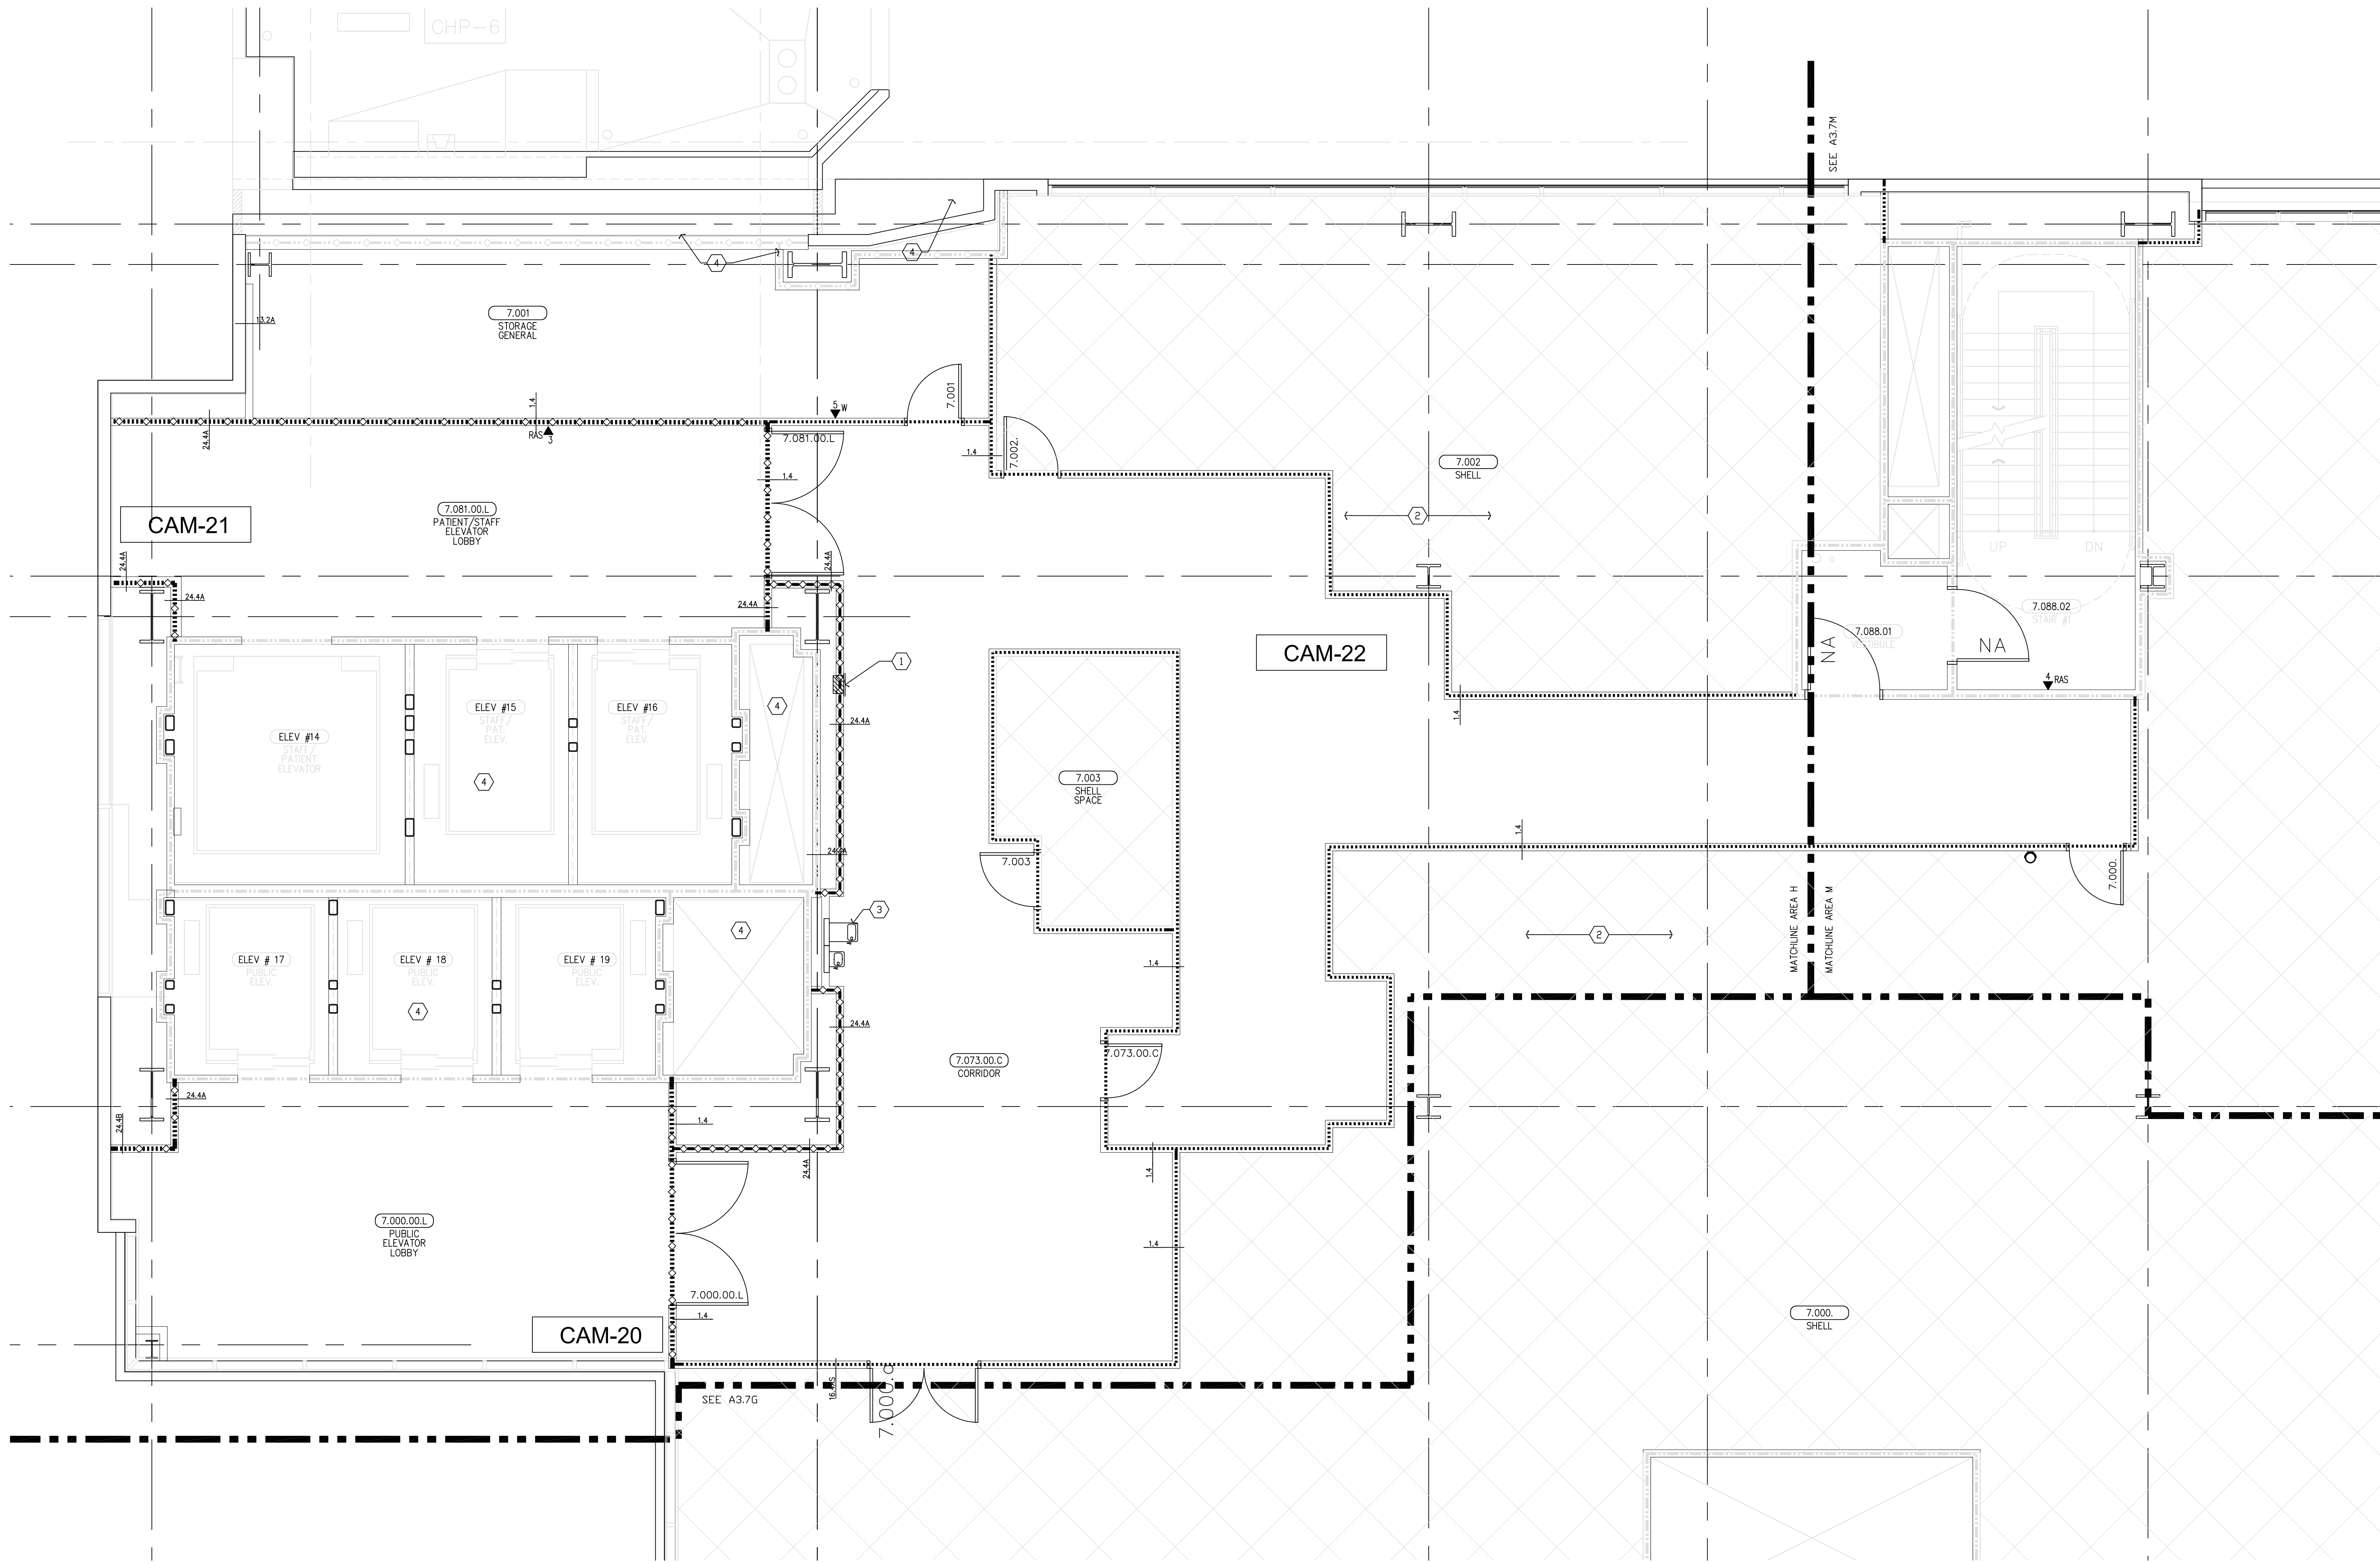 CHP-6
SEE A3.7M
4
4
13.2A
7.001
STORAGE
GENERAL
1.4
24.4A
RAS
3
5
W
7.001
7.081.00.L
1.4
1.4
7.002.
7.002
SHELL
2
CAM-21
7.081.00.L
PATIENT/STAFF
ELEVATOR
LOBBY
24.4A
24.4A
24.4A
24.4A
UP
DN
7.088.02
STAIR #1
7.088.01
VESTIBULE
NA
NA
4
RAS
CAM-22
1
1.4
ELEV #14
STAFF/
PATIENT
ELEVATOR
ELEV #15
STAFF/
PAT.
ELEV.
ELEV #16
STAFF/
PAT.
ELEV.
4
4
24.4A
7.003
SHELL
SPACE
1.4
24.4A
7.003
7.000.
MATCHLINE AREA H
MATCHLINE AREA M
3
4
2
ELEV # 17
PUBLIC
ELEV.
ELEV # 18
PUBLIC
ELEV.
ELEV # 19
PUBLIC
ELEV.
4
1.4
24.4A
7.073.00.C
CORRIDOR
7.073.00.C
24.4A
24.4B
1.4
24.4A
1.4
7.000.00.L
PUBLIC
ELEVATOR
LOBBY
1.4
7.000.00.L
1.4
CAM-20
7.000.
SHELL
SEE A3.7G
7.000.C